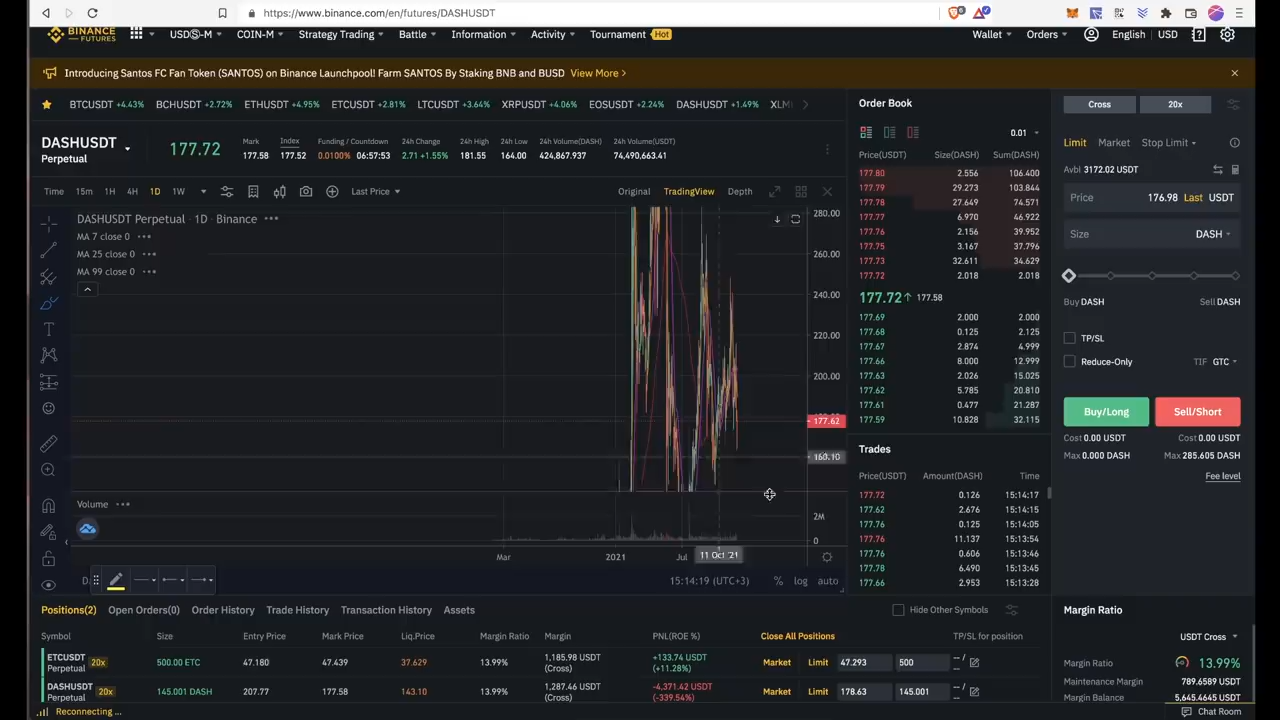 https://www.binance.com/en/futures/DASHUSDT
BINANCE FUTURES USDⓈ-M COIN-M Strategy Trading Battle Information Activity Tournament Hot Wallet Orders English USD
Introducing Santos FC Fan Token (SANTOS) on Binance Launchpool! Farm SANTOS By Staking BNB and BUSD View More >
BTCUSDT +4.43% BCHUSDT +2.72% ETHUSDT +4.95% ETCUSDT +2.81% LTCUSDT +3.64% XRPUSDT +4.06% EOSUSDT +2.24% DASHUSDT +1.49% XLM
DASHUSDT
Perpetual
177.72
Mark Index Funding / Countdown 24h Change 24h High 24h Low 24h Volume(DASH) 24h Volume(USDT)
177.58 177.52 0.0100% 06:57:53 2.71 +1.55% 181.55 164.00 424,867.937 74,490,663.41
Time 15m 1H 4H 1D 1W Last Price Original TradingView Depth
DASHUSDT Perpetual · 1D · Binance
MA 7 close 0
MA 25 close 0
MA 99 close 0
280.00
260.00
240.00
220.00
200.00
177.62
160.10
Volume
2M
0
Mar 2021 Jul 11 Oct '21
15:14:19 (UTC+3) % log auto
Order Book
0.01
Price(USDT) Size(DASH) Sum(DASH)
177.80 2.556 106.400
177.79 29.273 103.844
177.78 27.649 74.571
177.77 6.970 46.922
177.76 2.156 39.952
177.75 3.167 37.796
177.73 32.611 34.629
177.72 2.018 2.018
177.72↑ 177.58
177.69 2.000 2.000
177.68 0.125 2.125
177.67 2.874 4.999
177.66 8.000 12.999
177.63 2.026 15.025
177.62 5.785 20.810
177.61 0.477 21.287
177.59 10.828 32.115
Trades
Price(USDT) Amount(DASH) Time
177.72 0.126 15:14:17
177.62 2.676 15:14:15
177.76 0.125 15:14:05
177.76 11.137 15:13:54
177.76 0.606 15:13:46
177.78 6.490 15:13:45
177.66 2.953 15:13:28
Cross 20x
Limit Market Stop Limit
Avbl 3172.02 USDT
Price 176.98 Last USDT
Size DASH
Buy DASH Sell DASH
TP/SL
Reduce-Only TIF GTC
Buy/Long Sell/Short
Cost 0.00 USDT Cost 0.00 USDT
Max 0.000 DASH Max 285.605 DASH
Fee level
Positions(2) Open Orders(0) Order History Trade History Transaction History Assets Hide Other Symbols
Symbol Size Entry Price Mark Price Liq.Price Margin Ratio Margin PNL(ROE %) Close All Positions TP/SL for position
ETCUSDT Perpetual 20x 500.00 ETC 47.180 47.439 37.629 13.99% 1,185.98 USDT (Cross) +133.74 USDT (+11.28%) Market Limit 47.293 500 -- / --
DASHUSDT Perpetual 20x 145.001 DASH 207.77 177.58 143.10 13.99% 1,287.46 USDT (Cross) -4,371.42 USDT (-339.54%) Market Limit 178.63 145.001 -- / --
Margin Ratio
USDT Cross
Margin Ratio 13.99%
Maintenance Margin 789.6589 USDT
Margin Balance 5,645.4645 USDT
Reconnecting ...
Chat Room